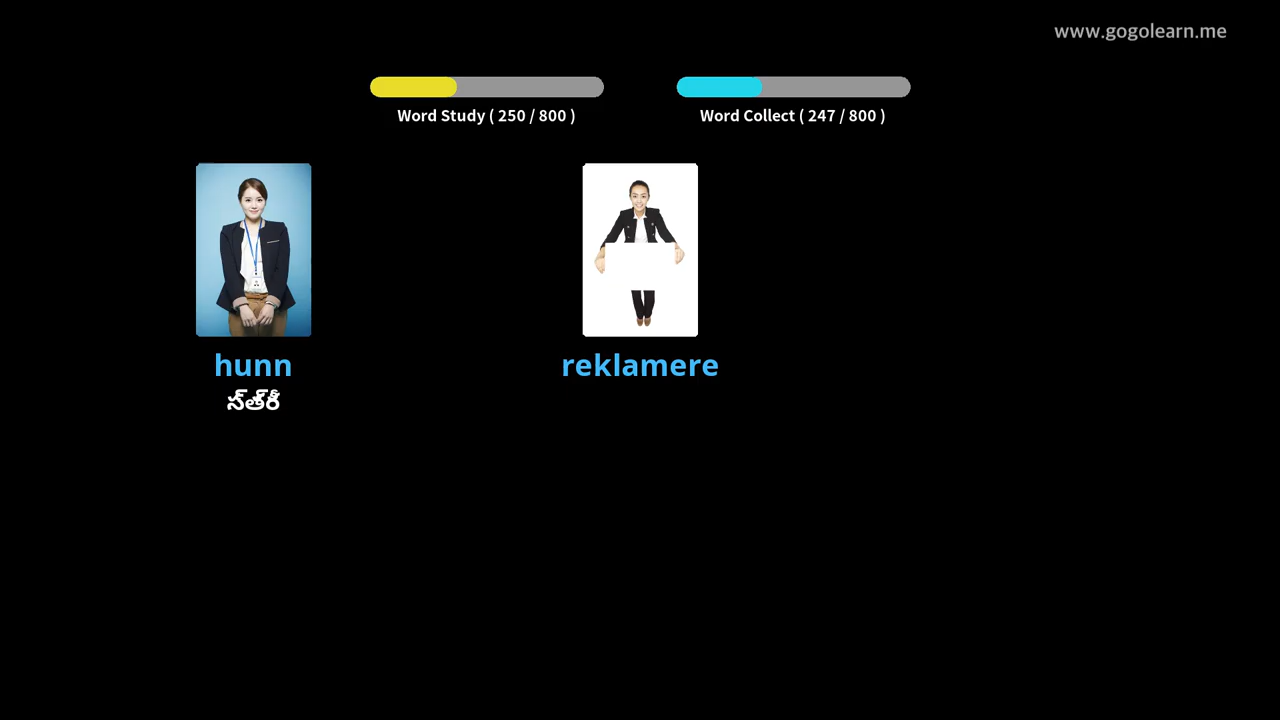 www.gogolearn.me
Word Study ( 250 / 800 )
Word Collect ( 247 / 800 )
hunn
స్త్రీ
reklamere